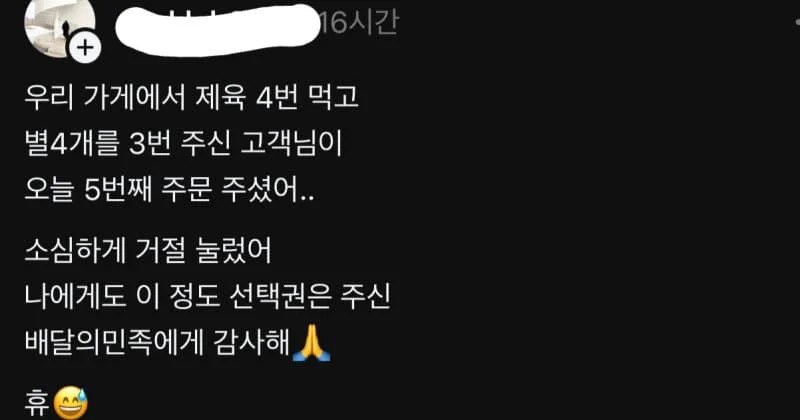 16시간
우리 가게에서 제육 4번 먹고
별4개를 3번 주신 고객님이
오늘 5번째 주문 주셨어..
소심하게 거절 눌렀어
나에게도 이 정도 선택권은 주신
배달의민족에게 감사해🙏
휴😅